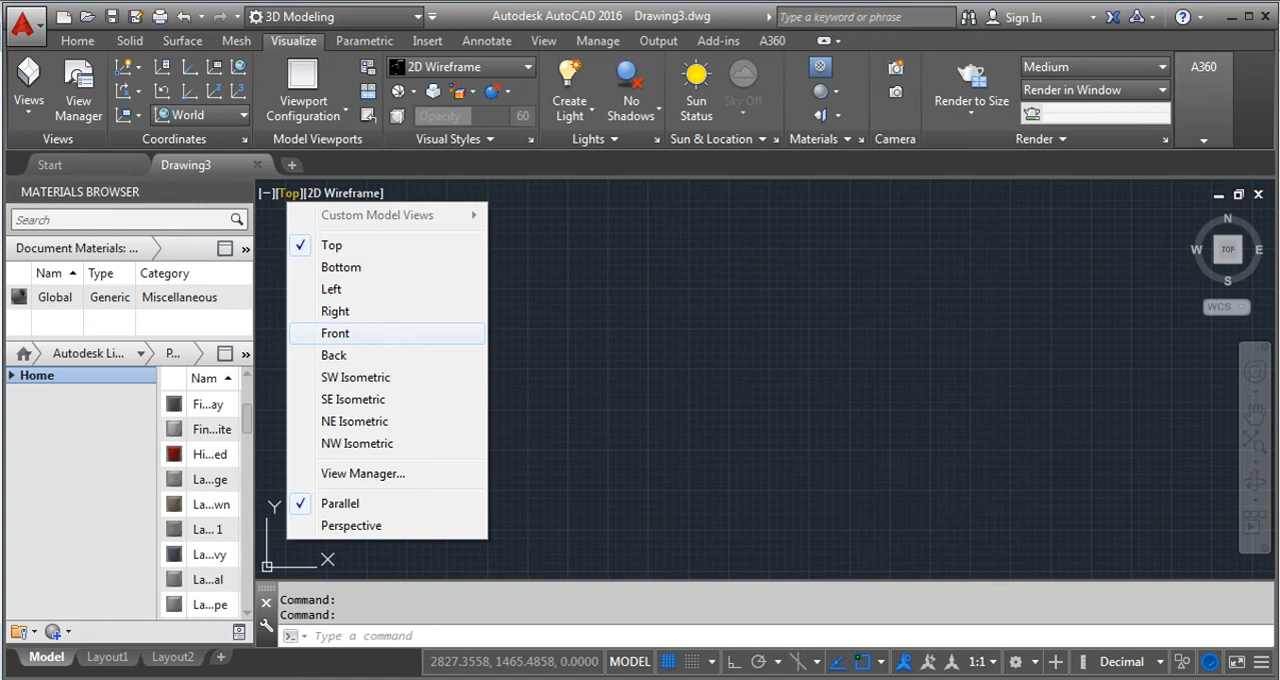 3D Modeling
Autodesk AutoCAD 2016 Drawing3.dwg
Type a keyword or phrase
Sign In
Home Solid Surface Mesh Visualize Parametric Insert Annotate View Manage Output Add-ins A360
Views
View Manager
World
Viewport Configuration
2D Wireframe
Opacity 60
Create Light
No Shadows
Sun Status
Sky Off
Render to Size
Medium
Render in Window
A360
Views Coordinates Model Viewports Visual Styles Lights Sun & Location Materials Camera Render
Start Drawing3
MATERIALS BROWSER
Search
Document Materials: ...
Nam Type Category
Global Generic Miscellaneous
Autodesk Li... P...
Home
Nam
Fi...ay
Fin...ite
Hi...ed
La...ge
La...wn
La... 1
La...vy
La...al
La...pe
[−][Top][2D Wireframe]
Custom Model Views
Top
Bottom
Left
Right
Front
Back
SW Isometric
SE Isometric
NE Isometric
NW Isometric
View Manager...
Parallel
Perspective
Y
X
N
W TOP E
S
WCS
Command:
Command:
Type a command
Model Layout1 Layout2 +
2827.3558, 1465.4858, 0.0000 MODEL 1:1 Decimal